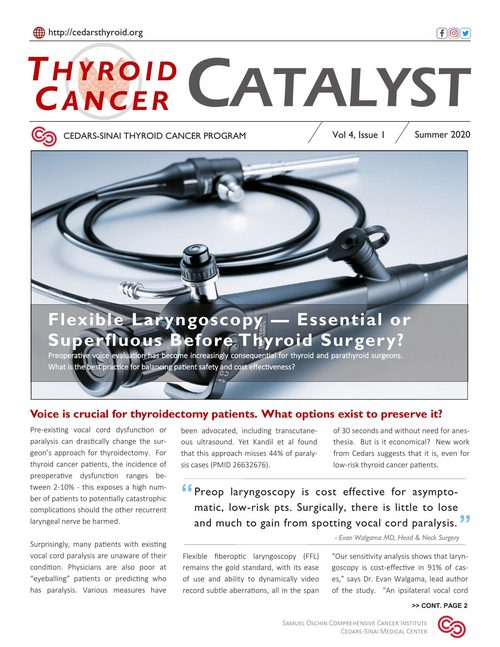 http://cedarsthyroid.org
THYROID
CANCER
CATALYST
CEDARS-SINAI THYROID CANCER PROGRAM
Vol 4, Issue 1
Summer 2020
Flexible Laryngoscopy — Essential or
Superfluous Before Thyroid Surgery?
Preoperative voice evaluation has become increasingly consequential for thyroid and parathyroid surgeons.
What is the best practice for balancing patient safety and cost effectiveness?
Voice is crucial for thyroidectomy patients. What options exist to preserve it?
Pre-existing vocal cord dysfunction or
paralysis can drastically change the sur-
geon's approach for thyroidectomy. For
thyroid cancer patients, the incidence of
preoperative dysfunction ranges be-
tween 2-10% - this exposes a high num-
ber of patients to potentially catastrophic
complications should the other recurrent
laryngeal nerve be harmed.
Surprisingly, many patients with existing
vocal cord paralysis are unaware of their
condition. Physicians are also poor at
"eyeballing" patients or predicting who
has paralysis. Various measures have
been advocated, including transcutane-
ous ultrasound. Yet Kandil et al found
that this approach misses 44% of paraly-
sis cases (PMID 26632676).
of 30 seconds and without need for anes-
thesia. But is it economical? New work
from Cedars suggests that it is, even for
low-risk thyroid cancer patients.
“Preop laryngoscopy is cost effective for asympto-
matic, low-risk pts. Surgically, there is little to lose
and much to gain from spotting vocal cord paralysis.”
- Evan Walgama MD, Head & Neck Surgery
Flexible fiberoptic laryngoscopy (FFL)
remains the gold standard, with its ease
of use and ability to dynamically video
record subtle aberrations, all in the span
"Our sensitivity analysis shows that laryn-
goscopy is cost-effective in 91% of cas-
es," says Dr. Evan Walgama, lead author
of the study. "An ipsilateral vocal cord
>> CONT. PAGE 2
SAMUEL OSCHIN COMPREHENSIVE CANCER INSTITUTE
CEDARS-SINAI MEDICAL CENTER